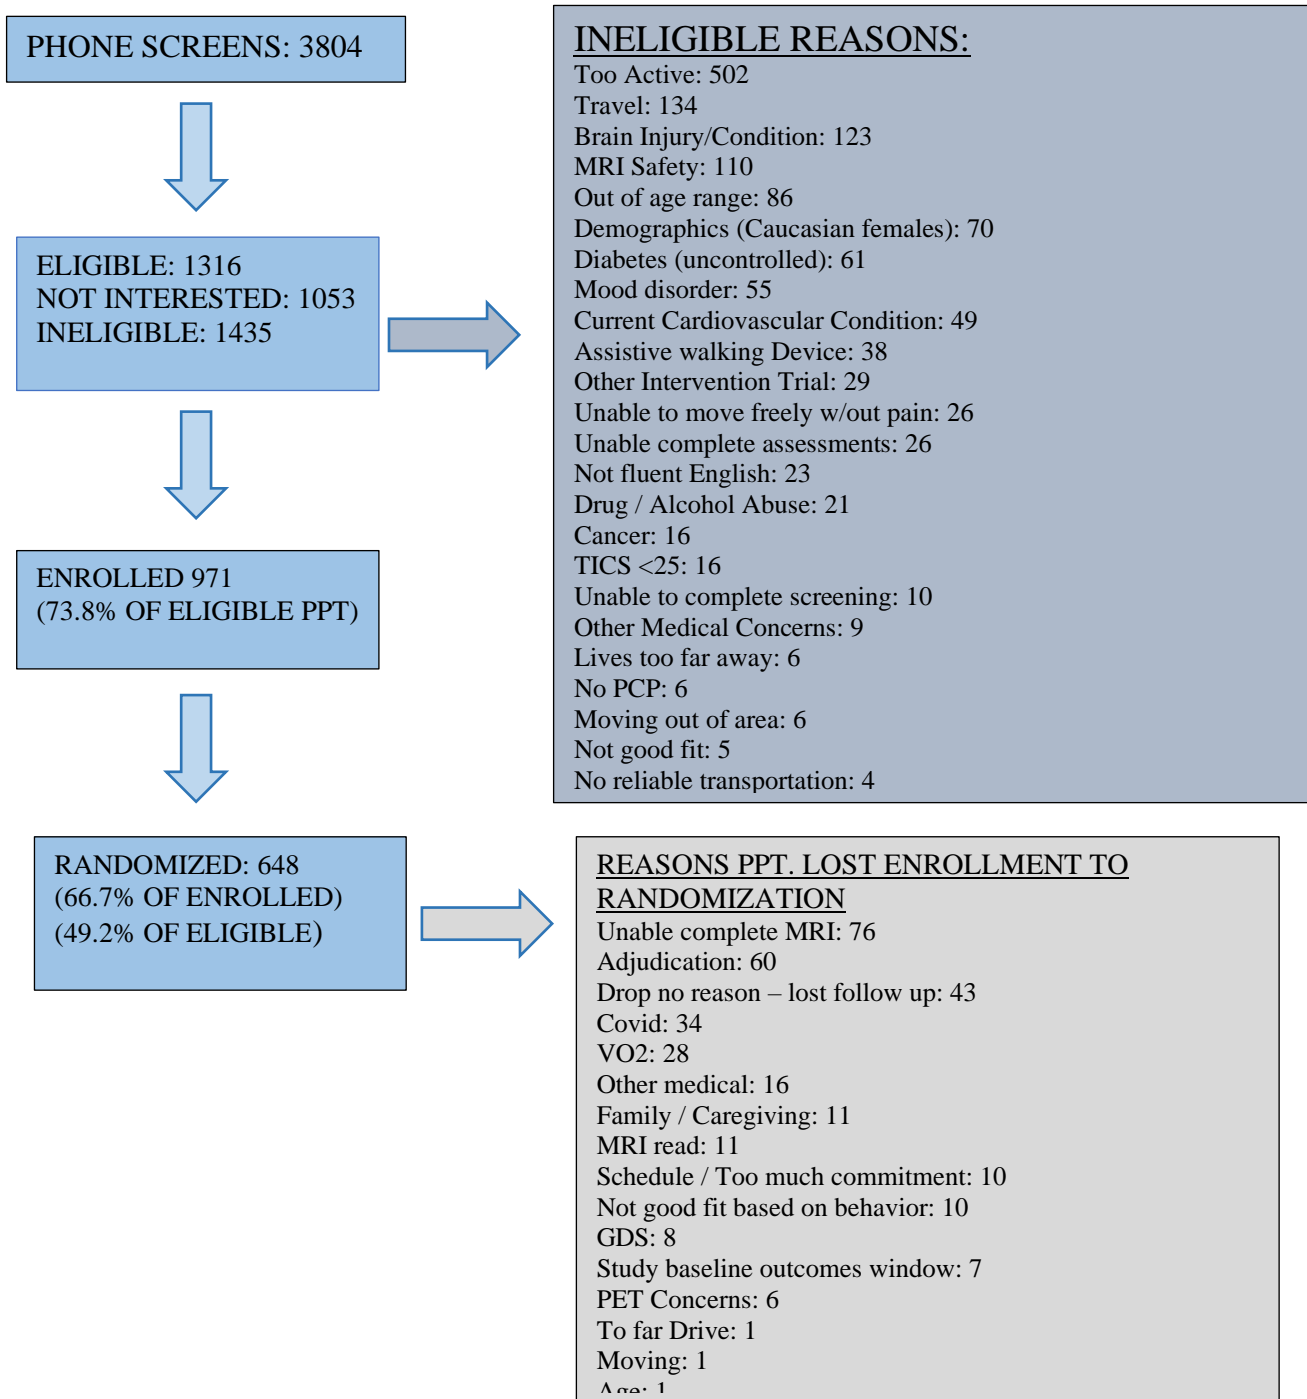 PHONE SCREENS: 3804
ELIGIBLE: 1316
NOT INTERESTED: 1053
INELIGIBLE: 1435
INELIGIBLE REASONS:
Too Active: 502
Travel: 134
Brain Injury/Condition: 123
MRI Safety: 110
Out of age range: 86
Demographics (Caucasian females): 70
Diabetes (uncontrolled): 61
Mood disorder: 55
Current Cardiovascular Condition: 49
Assistive walking Device: 38
Other Intervention Trial: 29
Unable to move freely w/out pain: 26
Unable complete assessments: 26
Not fluent English: 23
Drug / Alcohol Abuse: 21
Cancer: 16
TICS <25: 16
Unable to complete screening: 10
Other Medical Concerns: 9
Lives too far away: 6
No PCP: 6
Moving out of area: 6
Not good fit: 5
No reliable transportation: 4
ENROLLED 971
(73.8% OF ELIGIBLE PPT)
RANDOMIZED: 648
(66.7% OF ENROLLED)
(49.2% OF ELIGIBLE)
REASONS PPT. LOST ENROLLMENT TO
RANDOMIZATION
Unable complete MRI: 76
Adjudication: 60
Drop no reason – lost follow up: 43
Covid: 34
VO2: 28
Other medical: 16
Family / Caregiving: 11
MRI read: 11
Schedule / Too much commitment: 10
Not good fit based on behavior: 10
GDS: 8
Study baseline outcomes window: 7
PET Concerns: 6
To far Drive: 1
Moving: 1
Age: 1